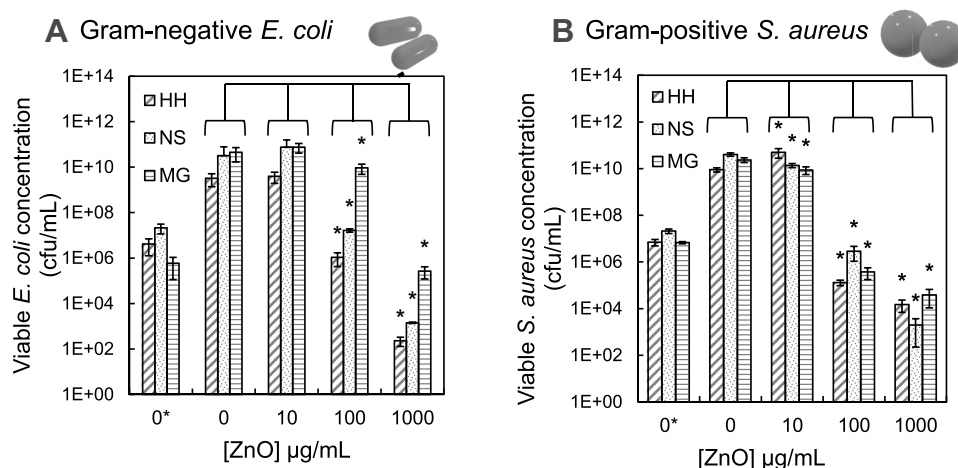 A Gram-negative E. coli
1E+14
1E+12
1E+10
1E+08
1E+06
1E+04
1E+02
1E+00
Viable E. coli concentration
(cfu/mL)
HH
NS
MG
*
*
*
*
*
*
0* 0 10 100 1000
[ZnO] µg/mL
B Gram-positive S. aureus
1E+14
1E+12
1E+10
1E+08
1E+06
1E+04
1E+02
1E+00
Viable S. aureus concentration
(cfu/mL)
HH
NS
MG
* * *
*
*
*
*
*
*
0* 0 10 100 1000
[ZnO] µg/mL